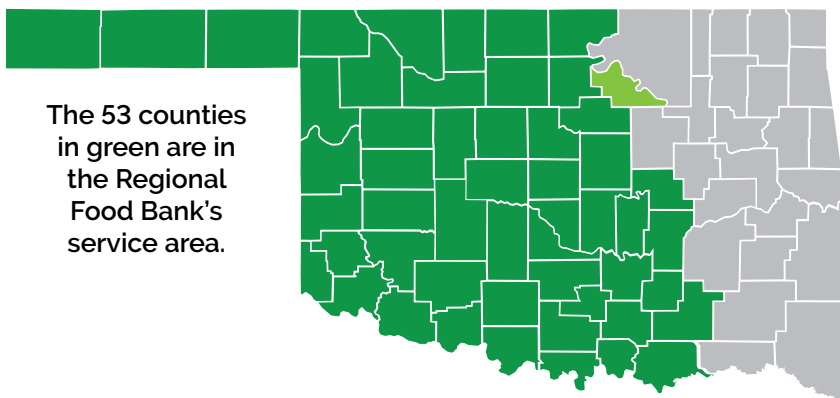 The 53 counties
in green are in
the Regional
Food Bank’s
service area.